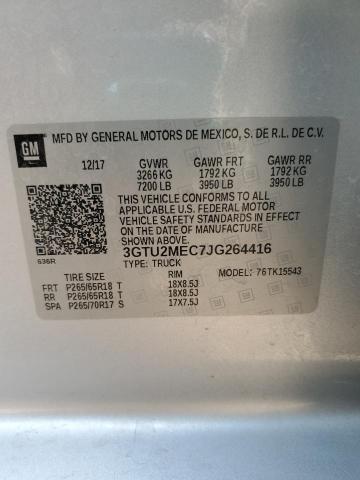 GM
MFD BY GENERAL MOTORS DE MEXICO, S. DE R.L. DE C.V.
12/17 GVWR GAWR FRT GAWR RR
3266 KG 1792 KG 1792 KG
7200 LB 3950 LB 3950 LB
THIS VEHICLE CONFORMS TO ALL
APPLICABLE U.S. FEDERAL MOTOR
VEHICLE SAFETY STANDARDS IN EFFECT
ON THE DATE OF MANUFACTURE
SHOWN ABOVE.
3GTU2MEC7JG264416
636R TYPE: TRUCK
TIRE SIZE RIM MODEL: 76TK15543
FRT P265/65R18 T 18X8.5J
RR P265/65R18 T 18X8.5J
SPA P265/70R17 S 17X7.5J